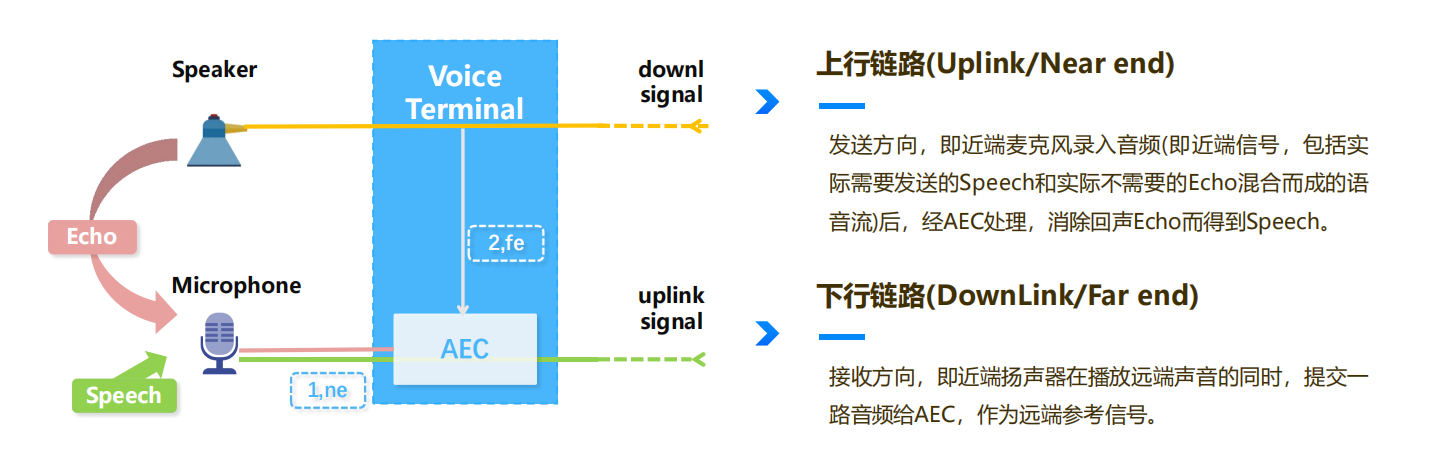 Speaker
Voice
Terminal
downl
signal
Echo
2,fe
Microphone
uplink
signal
AEC
1,ne
Speech
上行链路(Uplink/Near end)
发送方向，即近端麦克风录入音频(即近端信号，包括实
际需要发送的Speech和实际不需要的Echo混合而成的语
音流)后，经AEC处理，消除回声Echo而得到Speech。
下行链路(DownLink/Far end)
接收方向，即近端扬声器在播放远端声音的同时，提交一
路音频给AEC，作为远端参考信号。